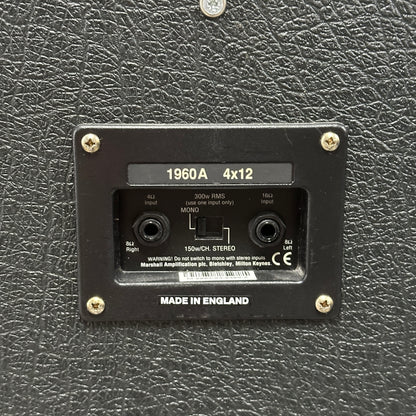 1960A 4x12
4Ω Input
300w RMS
(use one input only)
16Ω Input
MONO
8Ω Right
150w/CH. STEREO
8Ω Left
WARNING! Do not switch to mono with stereo inputs
Marshall Amplification plc, Bletchley, Milton Keynes.
CE
MADE IN ENGLAND